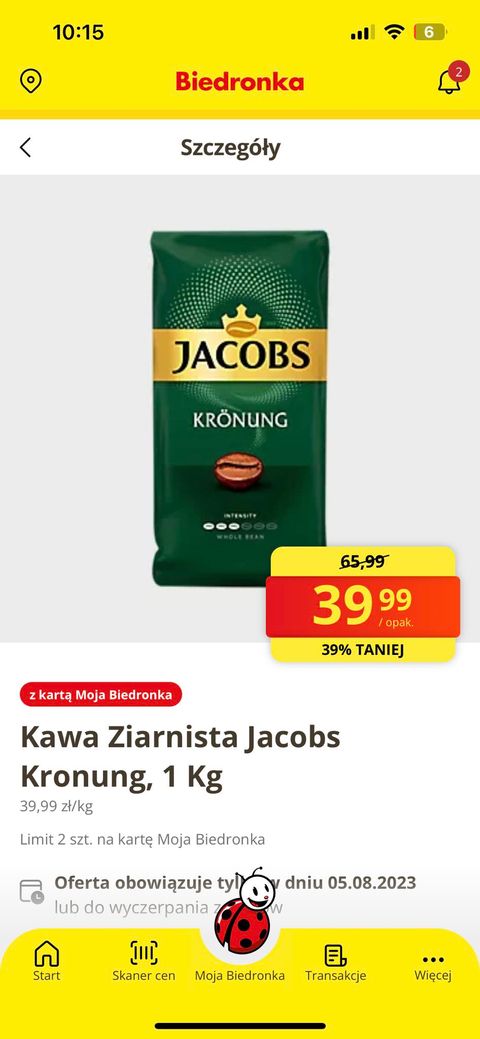 10:15
6
Biedronka
2
Szczegóły
JACOBS
KRÖNUNG
INTENSITY
WHOLE BEAN
65,99
39 99
/ opak.
39% TANIEJ
z kartą Moja Biedronka
Kawa Ziarnista Jacobs
Kronung, 1 Kg
39,99 zł/kg
Limit 2 szt. na kartę Moja Biedronka
Oferta obowiązuje dniu 05.08.2023
lub do wyczerpania
Start
Skaner cen
Moja Biedronka
Transakcje
Więcej